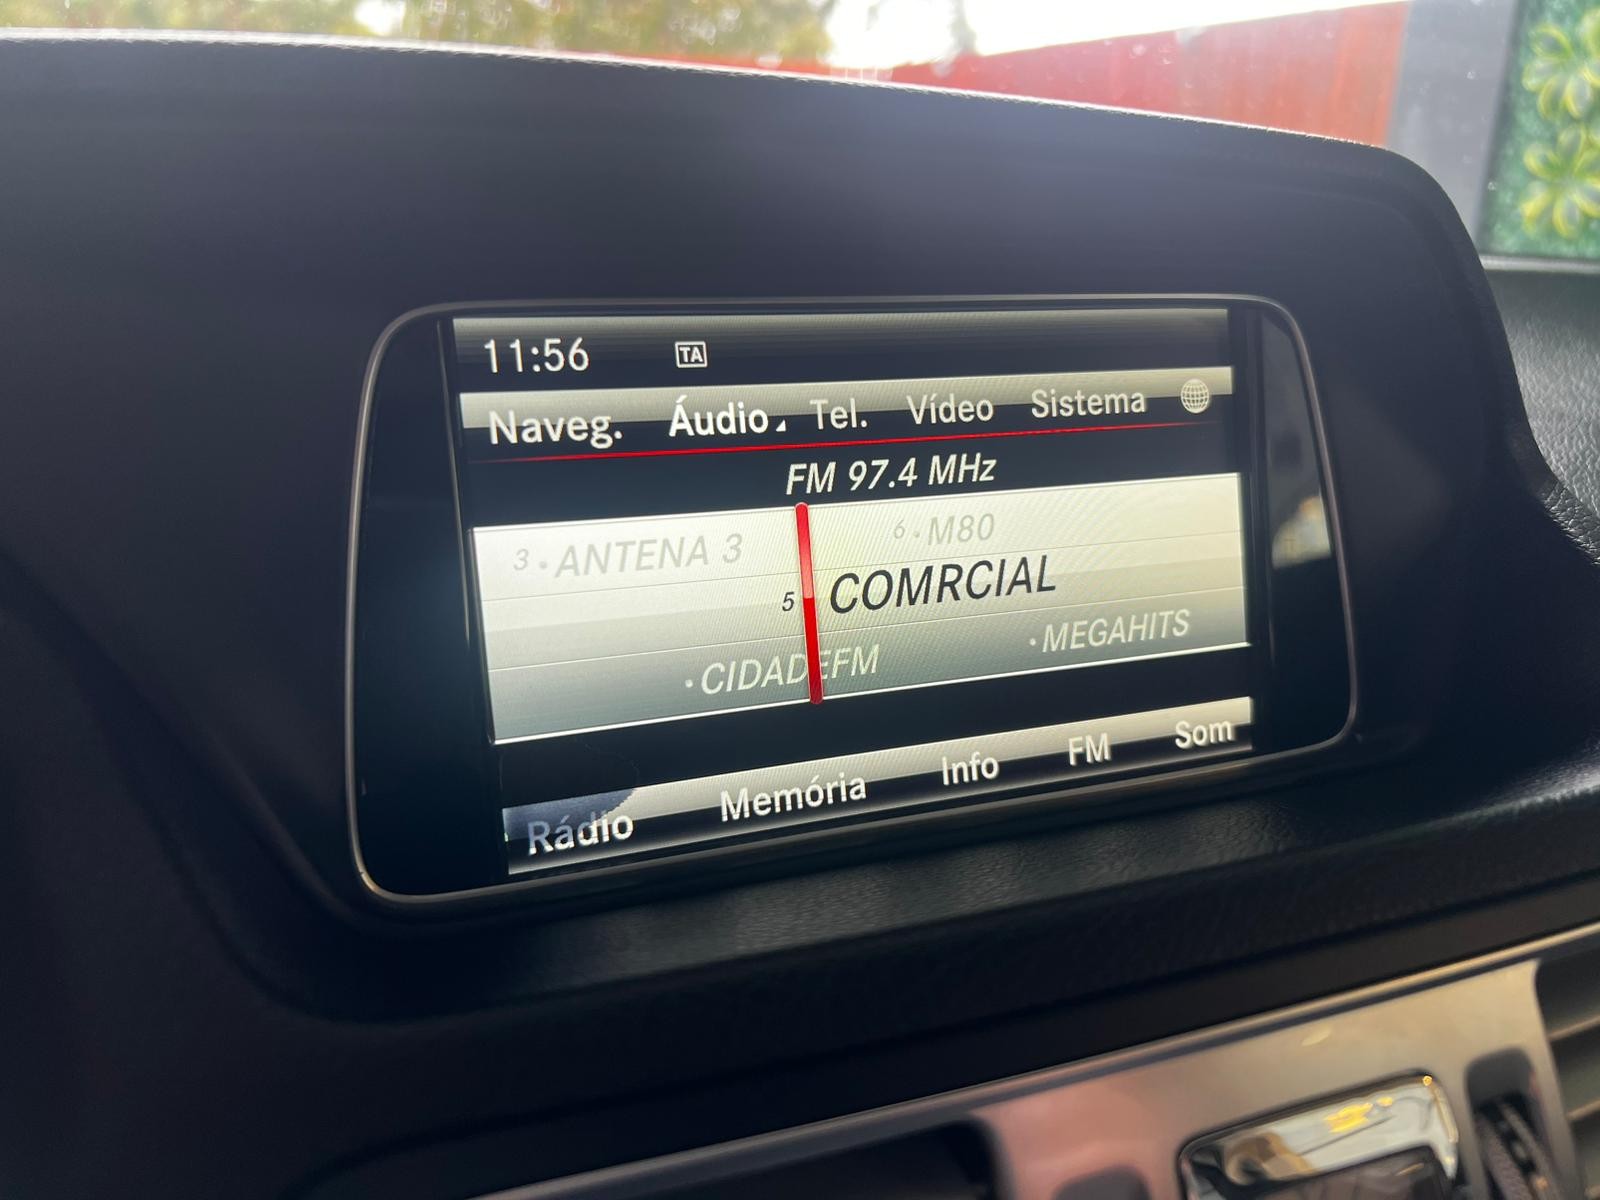 11:56 TA
Naveg. Áudio Tel. Vídeo Sistema
FM 97.4 MHz
3 · ANTENA 3 6 · M80
5 COMRCIAL
· CIDADEFM · MEGAHITS
Rádio Memória Info FM Som